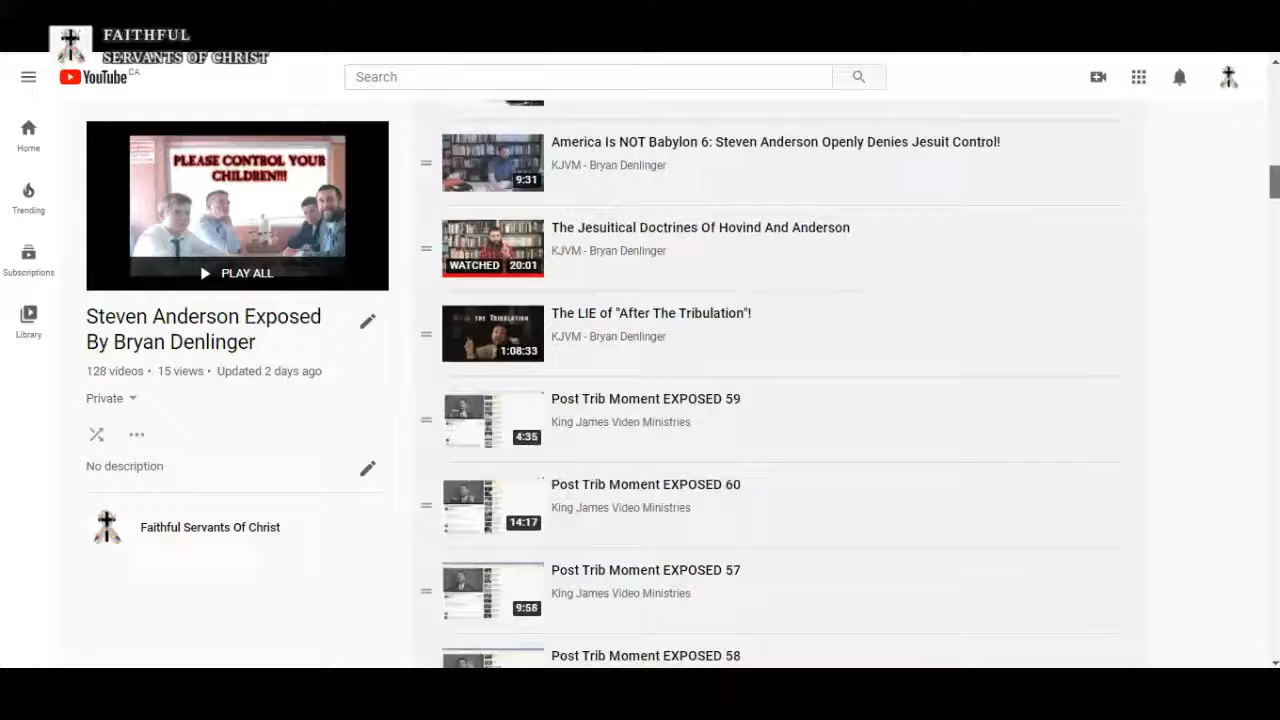 FAITHFUL
SERVANTS OF CHRIST
YouTube CA
Search
Home
Trending
Subscriptions
Library
PLEASE CONTROL YOUR
CHILDREN!!!
PLAY ALL
Steven Anderson Exposed
By Bryan Denlinger
128 videos • 15 views • Updated 2 days ago
Private
No description
Faithful Servants Of Christ
America Is NOT Babylon 6: Steven Anderson Openly Denies Jesuit Control!
KJVM - Bryan Denlinger
9:31
The Jesuitical Doctrines Of Hovind And Anderson
KJVM - Bryan Denlinger
WATCHED 20:01
The LIE of "After The Tribulation"!
KJVM - Bryan Denlinger
THE TRIBULATION
1:08:33
Post Trib Moment EXPOSED 59
King James Video Ministries
4:35
Post Trib Moment EXPOSED 60
King James Video Ministries
14:17
Post Trib Moment EXPOSED 57
King James Video Ministries
9:58
Post Trib Moment EXPOSED 58